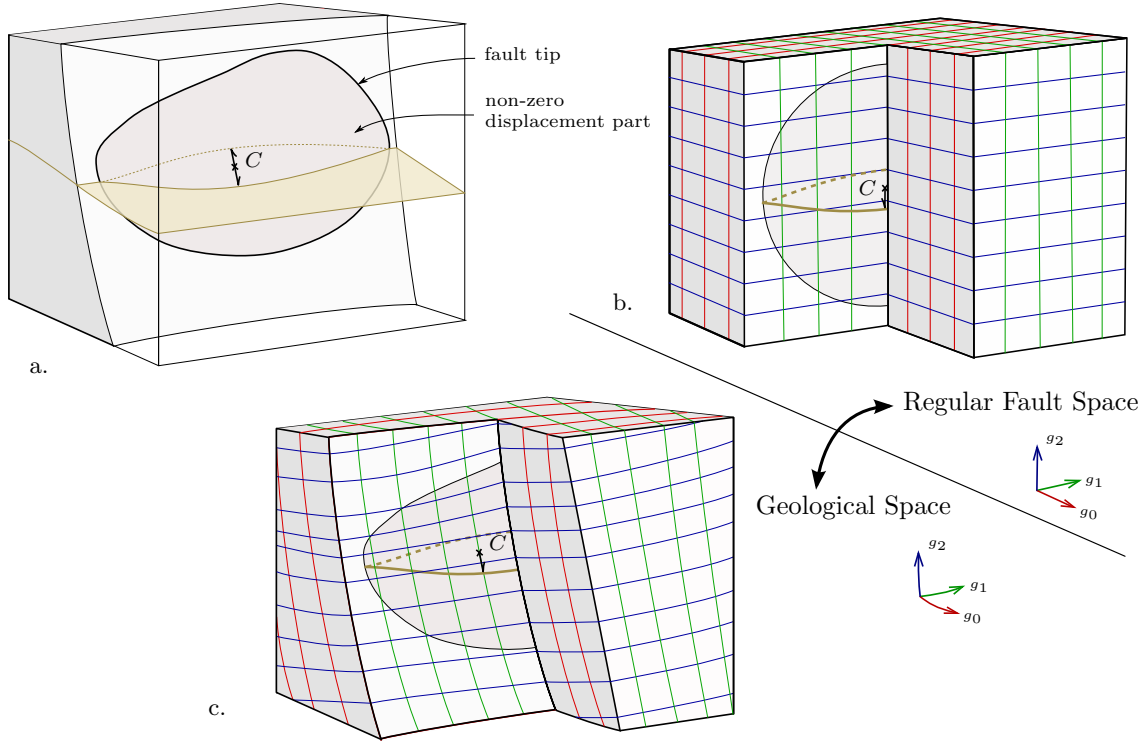 fault tip
non-zero
displacement part
C
a.
C
b.
Regular Fault Space
Geological Space
g₂
g₁
g₀
C
g₂
g₁
g₀
c.